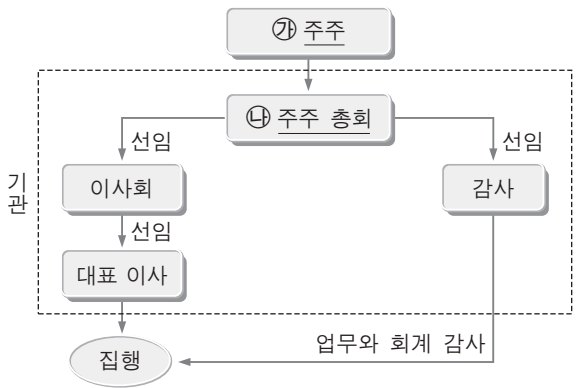 ㉮ 주주
㉯ 주주 총회
선임
선임
기관
이사회
감사
선임
대표 이사
업무와 회계 감사
집행